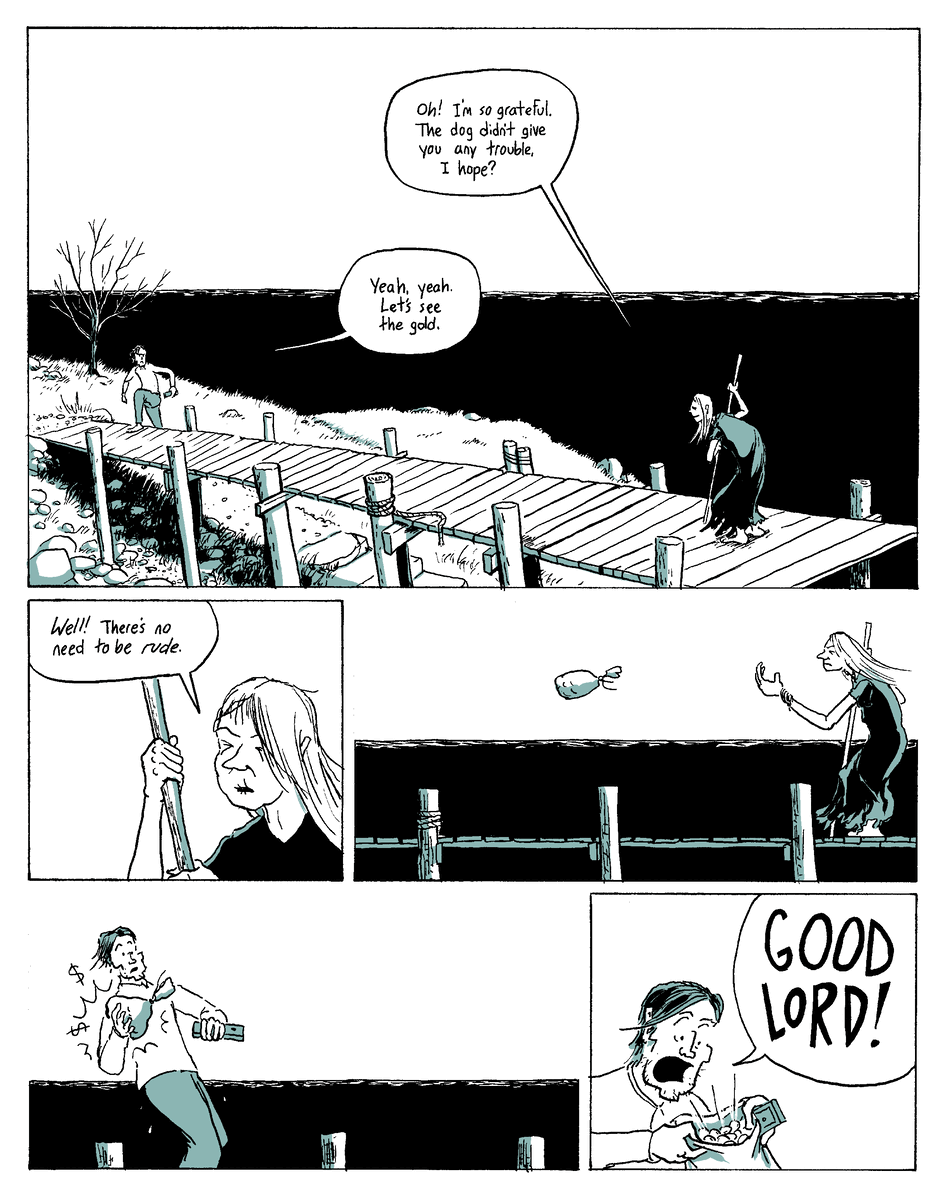 Oh! I'm so grateful.
The dog didn't give
you any trouble,
I hope?
Yeah, yeah.
Let's see
the gold.
Well! There's no
need to be rude.
$
$
GOOD
LORD!